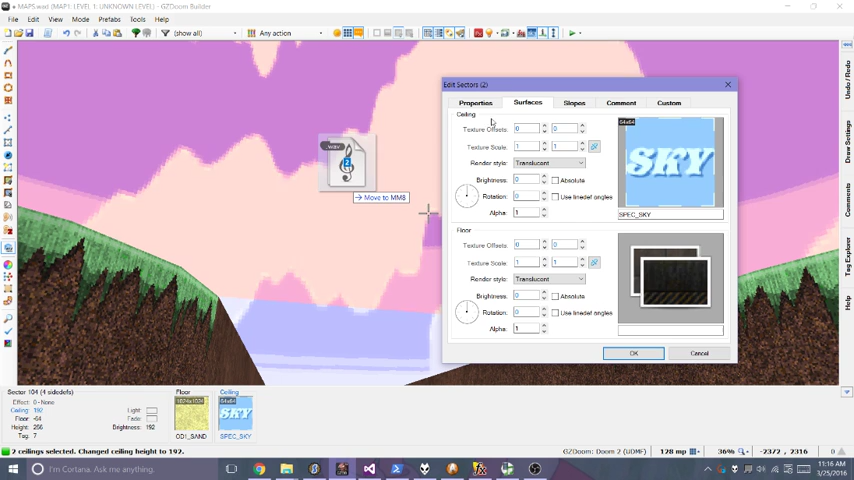 MAPS.wad (MAP1: LEVEL 1: UNKNOWN LEVEL) - GZDoom Builder
File Edit View Mode Prefabs Tools Help
(show all) Any action
Undo / Redo
Draw Settings
Comments
Tag Explorer
Help
.wav
2
Move to MM8
Edit Sectors (2)
Properties Surfaces Slopes Comment Custom
Ceiling
Texture Offsets: 0 0
Texture Scale: 1 1
Render style: Translucent
Brightness: 0 Absolute
Rotation: 0 Use linedef angles
Alpha: 1
64x64
SKY
SPEC_SKY
Floor
Texture Offsets: 0 0
Texture Scale: 1 1
Render style: Translucent
Brightness: 0 Absolute
Rotation: 0 Use linedef angles
Alpha: 1
OK Cancel
Sector 104 (4 sidedefs)
Effect: 0 - None
Ceiling: 192
Floor: -64
Height: 256
Tag: 7
Light:
Fade:
Brightness: 192
Floor
1024x1024
OD1_SAND
Ceiling
64x64
SKY
SPEC_SKY
2 ceilings selected. Changed ceiling height to 192.
GZDoom: Doom 2 (UDMF) 128 mp 36% -2372 , 2316 0
I'm Cortana. Ask me anything.
11:16 AM
3/25/2016